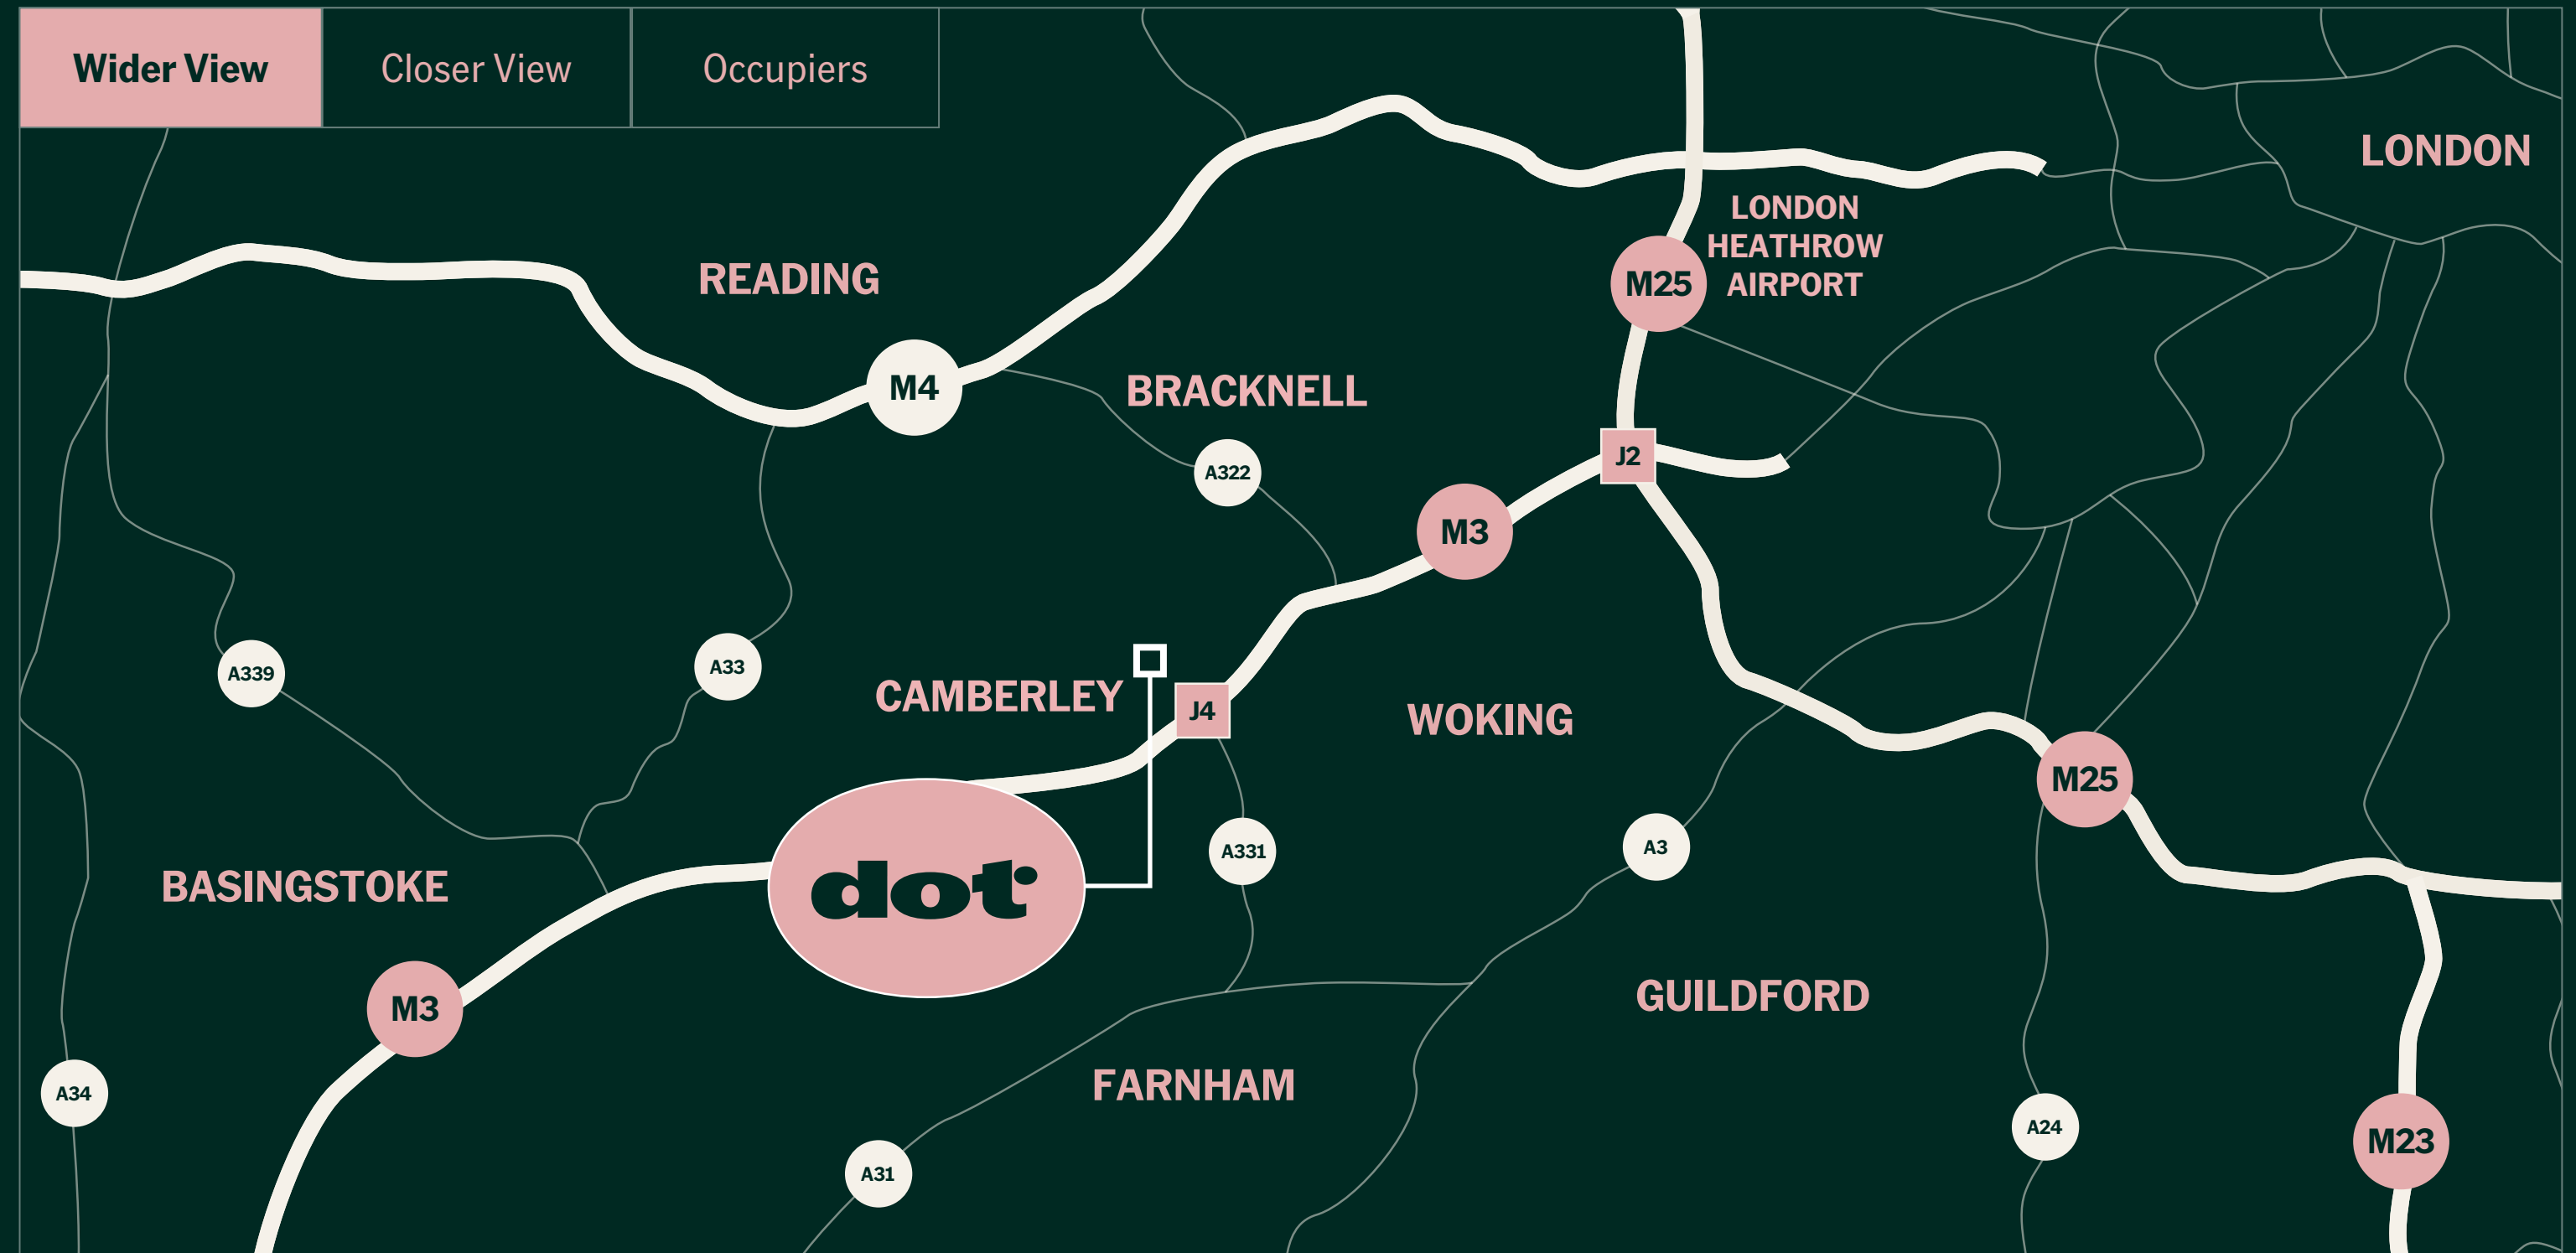 Wider View
Closer View
Occupiers
LONDON
LONDON
HEATHROW
AIRPORT
READING
M25
M4
BRACKNELL
J2
A322
M3
A339
A33
CAMBERLEY
J4
WOKING
M25
A331
A3
BASINGSTOKE
dot
M3
GUILDFORD
FARNHAM
A34
A24
M23
A31